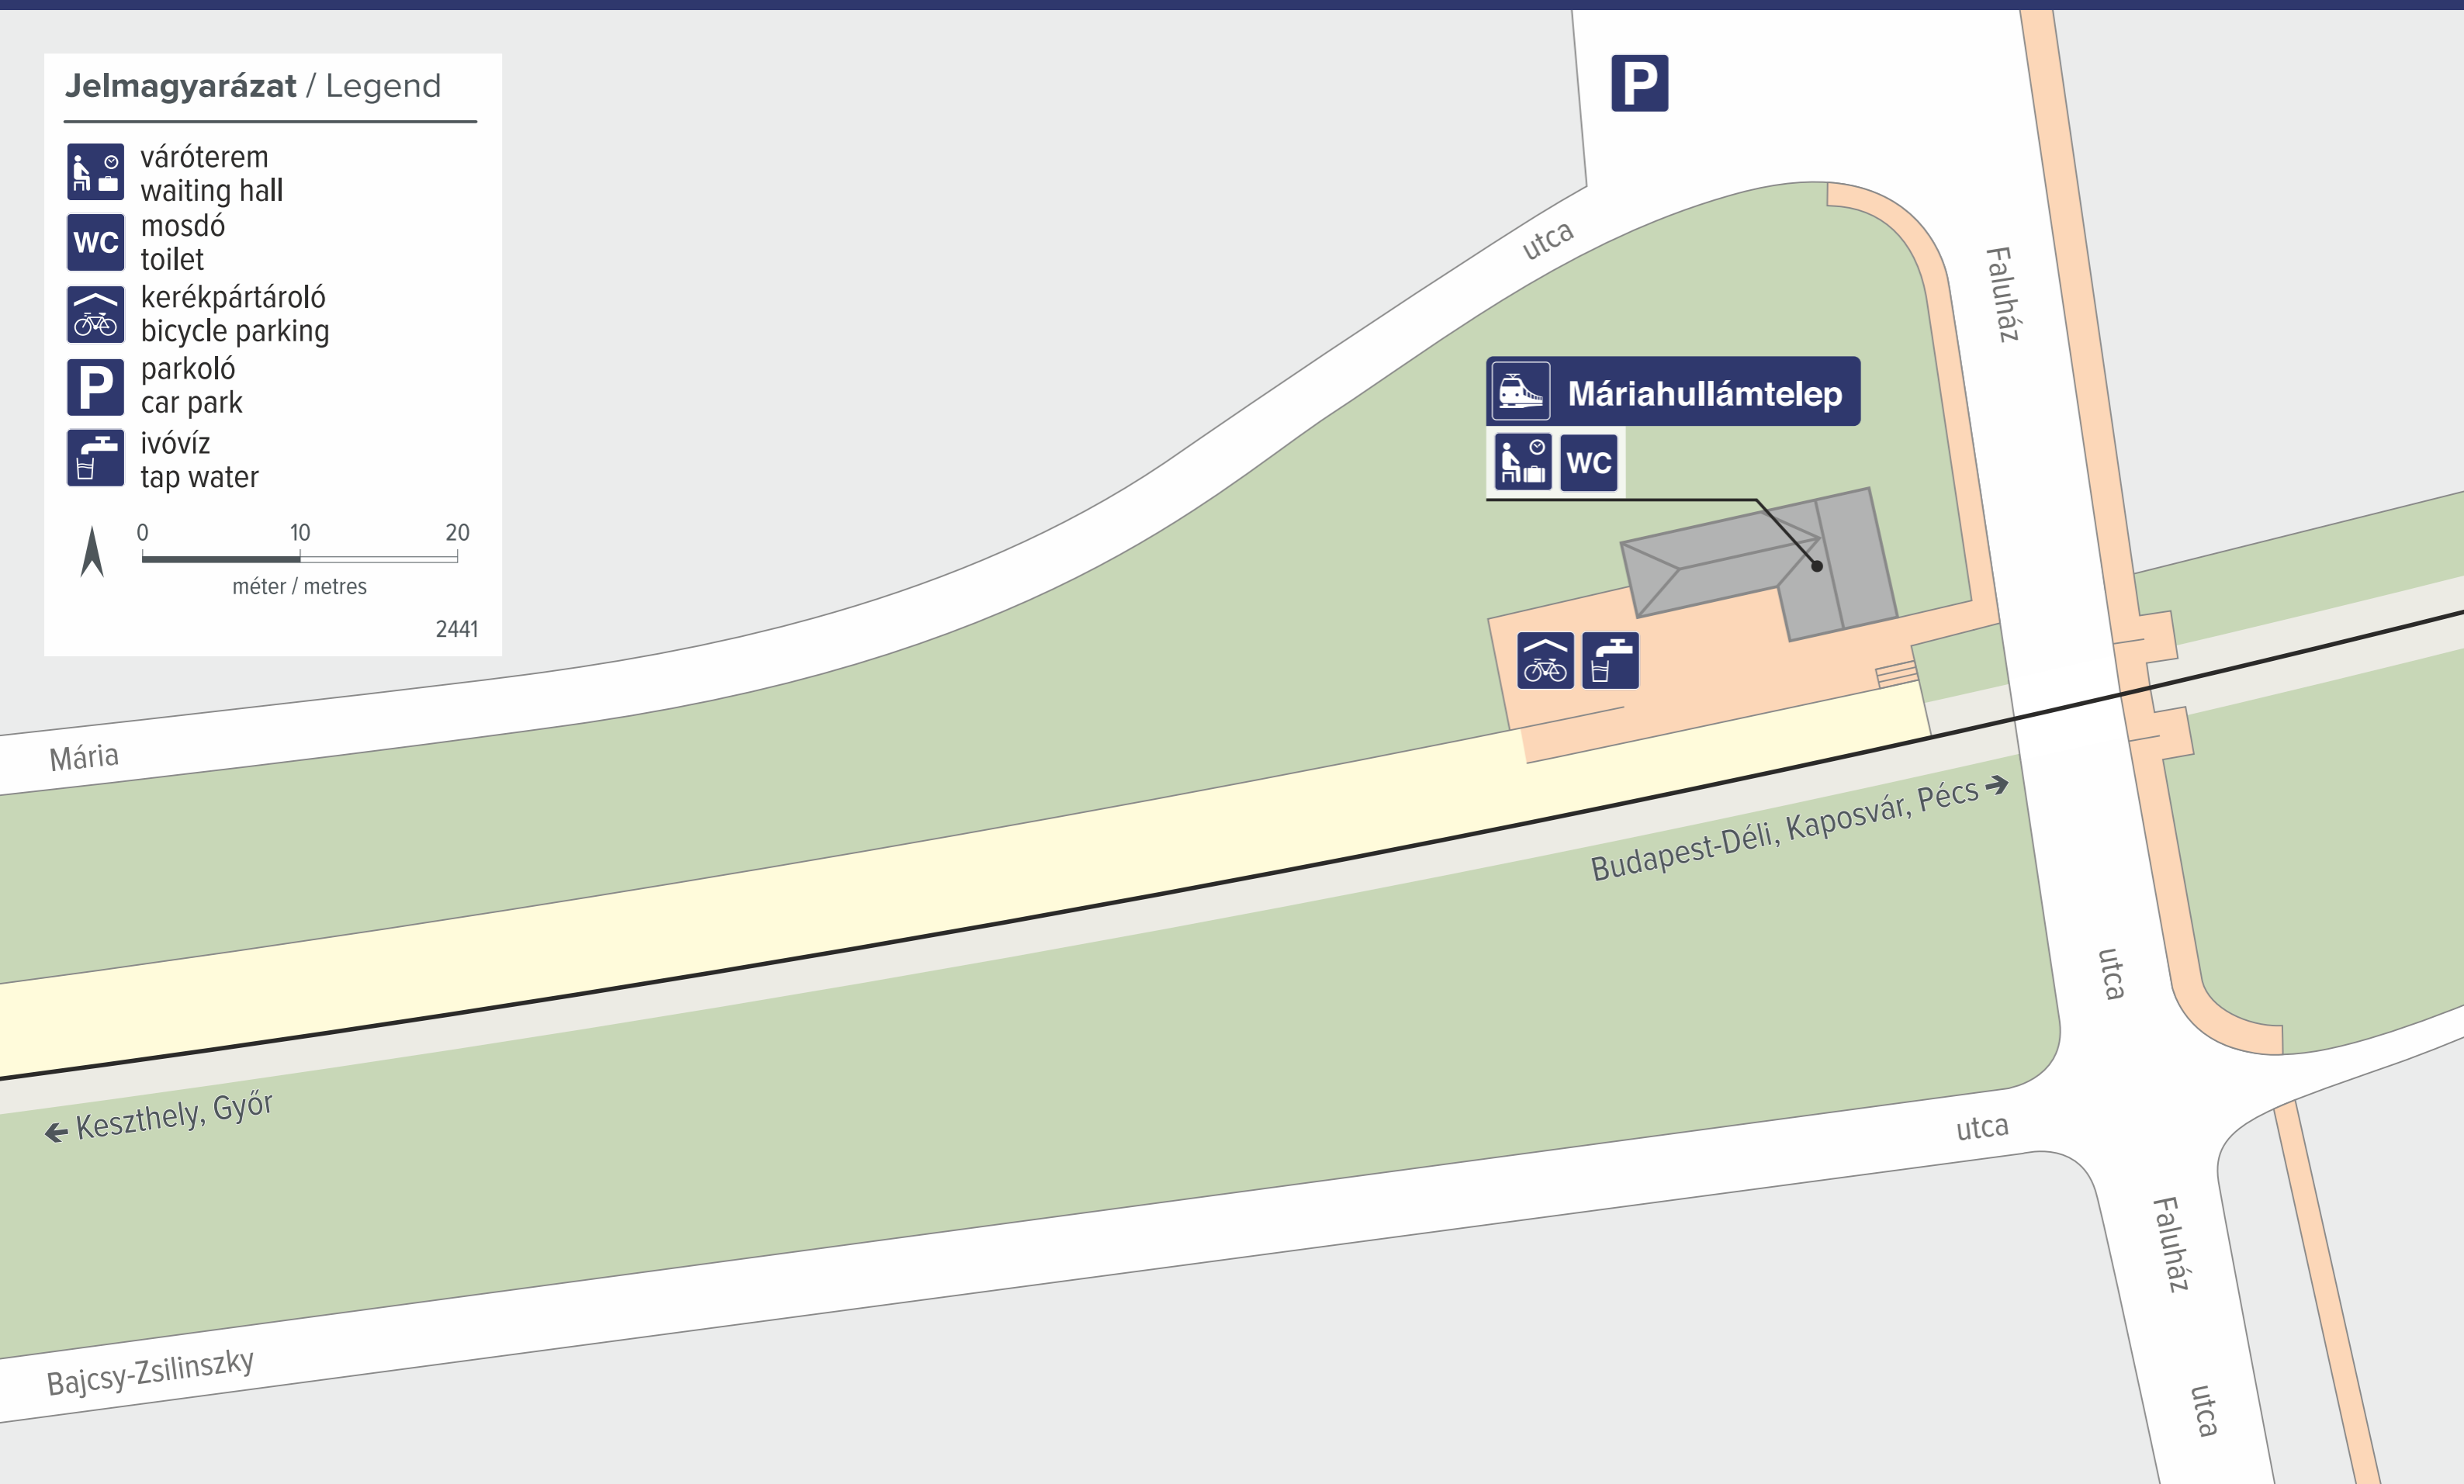 Jelmagyarázat / Legend
váróterem
waiting hall
WC
mosdó
toilet
kerékpártároló
bicycle parking
P
parkoló
car park
ivóvíz
tap water
0 10 20
méter / metres
2441
P
utca
Faluház
Máriahullámtelep
WC
Mária
Budapest-Déli, Kaposvár, Pécs →
utca
← Keszthely, Győr
utca
Faluház
Bajcsy-Zsilinszky
utca